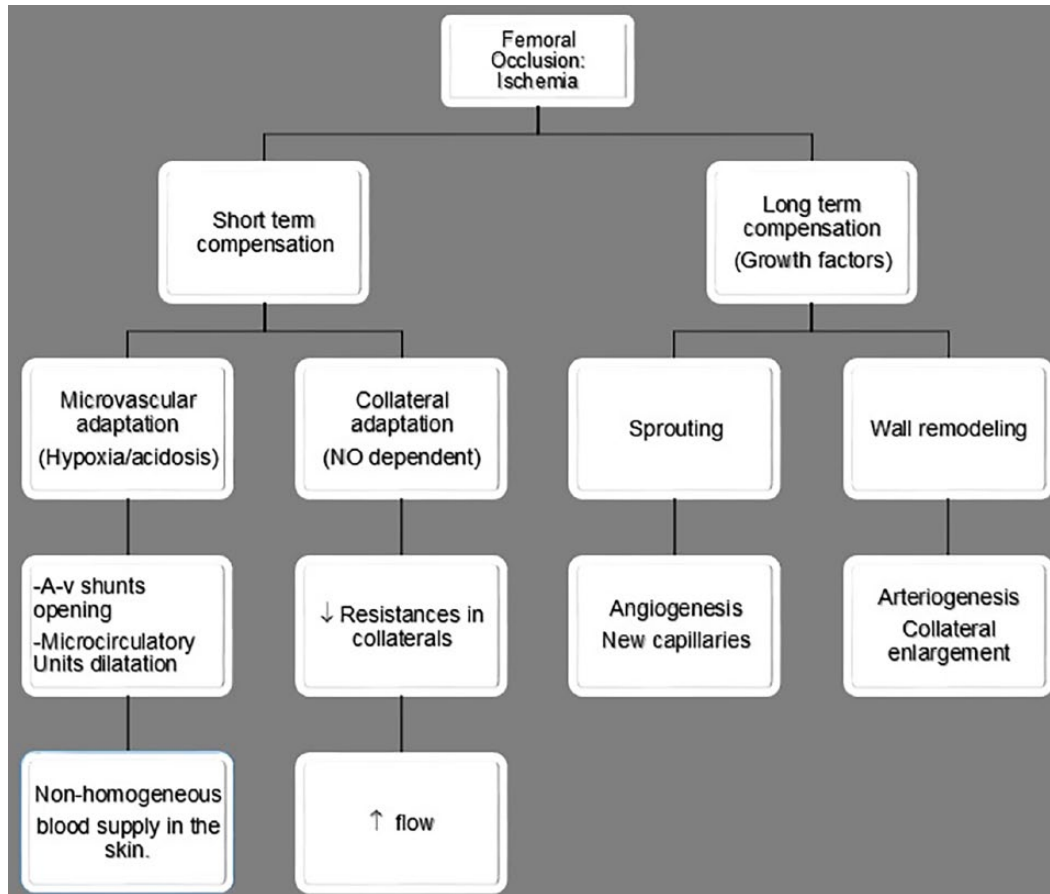 Femoral
Occlusion:
Ischemia
Short term
compensation
Long term
compensation
(Growth factors)
Microvascular
adaptation
(Hypoxia/acidosis)
Collateral
adaptation
(NO dependent)
Sprouting
Wall remodeling
-A-v shunts
opening
-Microcirculatory
Units dilatation
↓ Resistances in
collaterals
Angiogenesis
New capillaries
Arteriogenesis
Collateral
enlargement
Non-homogeneous
blood supply in the
skin.
↑ flow